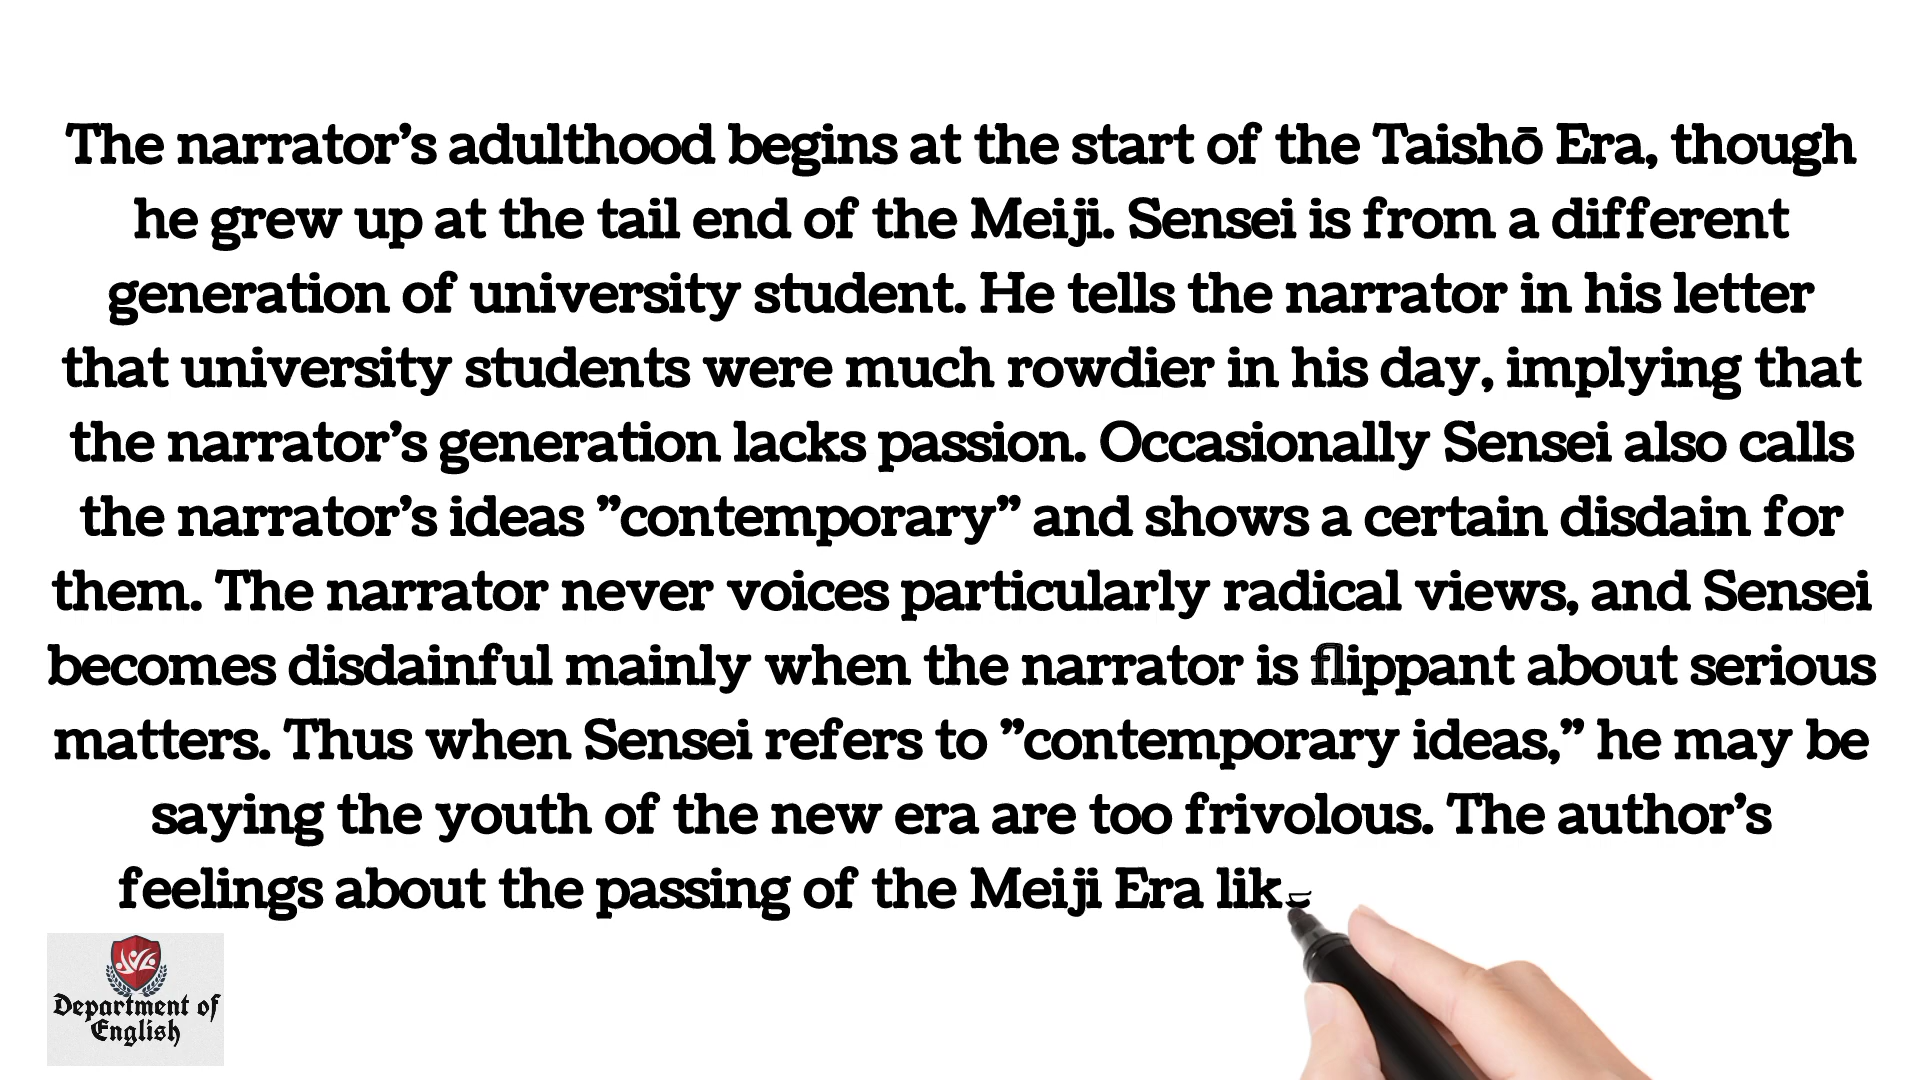 The narrator’s adulthood begins at the start of the Taishō Era, though
he grew up at the tail end of the Meiji. Sensei is from a different
generation of university student. He tells the narrator in his letter
that university students were much rowdier in his day, implying that
the narrator’s generation lacks passion. Occasionally Sensei also calls
the narrator’s ideas ”contemporary” and shows a certain disdain for
them. The narrator never voices particularly radical views, and Sensei
becomes disdainful mainly when the narrator is flippant about serious
matters. Thus when Sensei refers to ”contemporary ideas,” he may be
saying the youth of the new era are too frivolous. The author’s
feelings about the passing of the Meiji Era lik
Department of
English